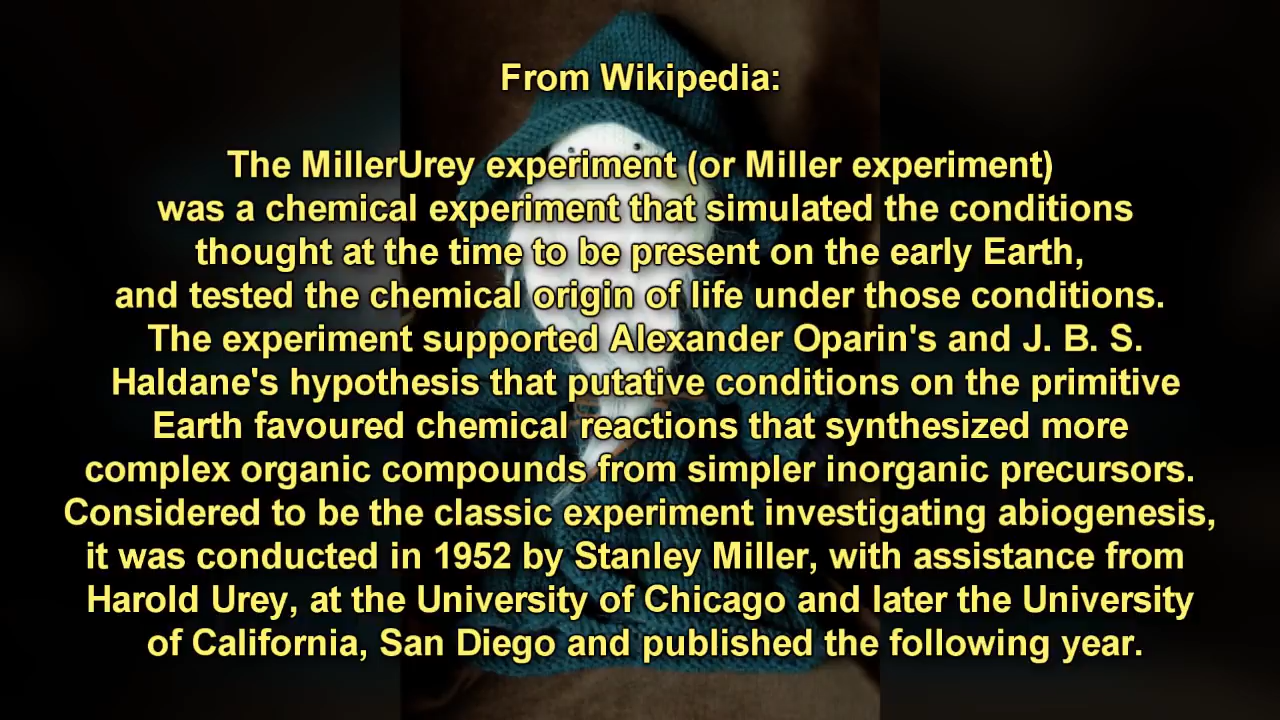 From Wikipedia:
The MillerUrey experiment (or Miller experiment)
was a chemical experiment that simulated the conditions
thought at the time to be present on the early Earth,
and tested the chemical origin of life under those conditions.
The experiment supported Alexander Oparin's and J. B. S.
Haldane's hypothesis that putative conditions on the primitive
Earth favoured chemical reactions that synthesized more
complex organic compounds from simpler inorganic precursors.
Considered to be the classic experiment investigating abiogenesis,
it was conducted in 1952 by Stanley Miller, with assistance from
Harold Urey, at the University of Chicago and later the University
of California, San Diego and published the following year.